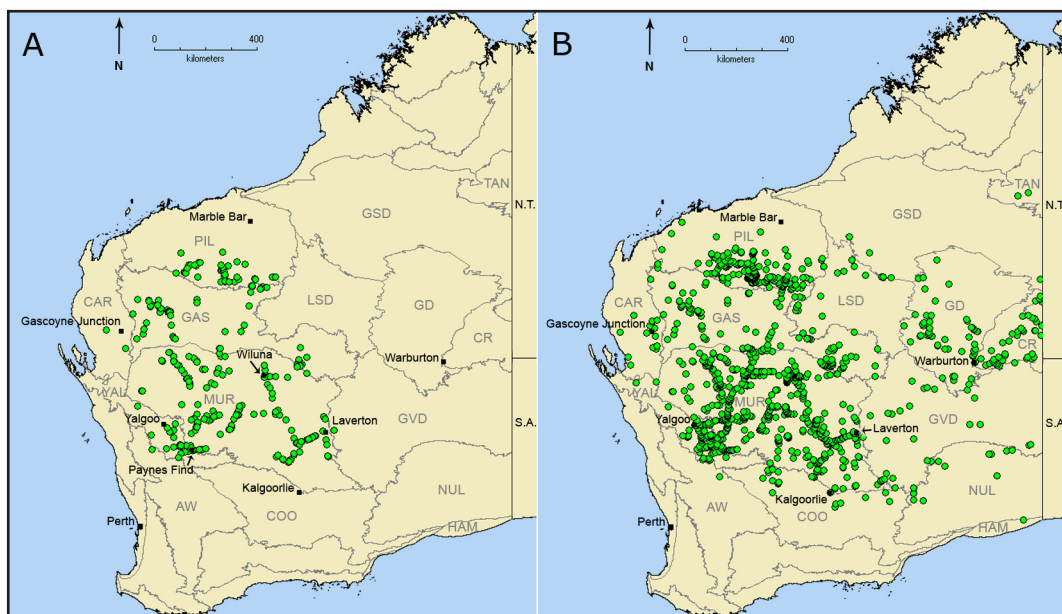 A
0 400
kilometers
N
TAN
N.T.
GSD
Marble Bar
PIL
CAR
GAS
LSD
GD
Gascoyne Junction
CR
Wiluna
Warburton
YAL
MUR
Yalgoo
Laverton
GVD
S.A.
Paynes Find
Kalgoorlie
NUL
AW
COO
Perth
HAM
B
0 400
kilometers
N
TAN
N.T.
GSD
Marble Bar
PIL
CAR
GAS
LSD
GD
Gascoyne Junction
CR
Warburton
YAL
MUR
Yalgoo
Laverton
GVD
S.A.
Kalgoorlie
NUL
AW
COO
Perth
HAM